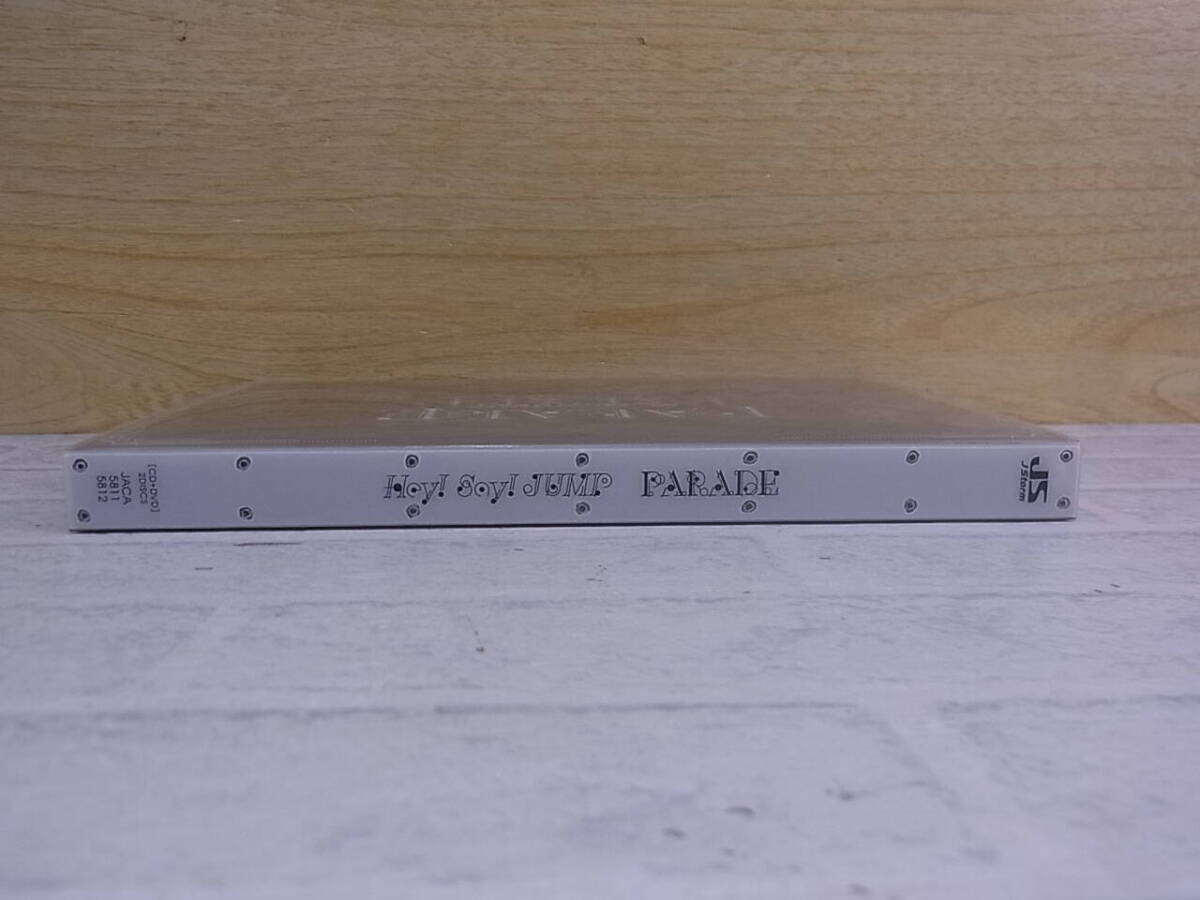 [CD+DVD]
2DISCS
JACA
5811
5812
Hey! Say! JUMP PARADE
JS
J Storm